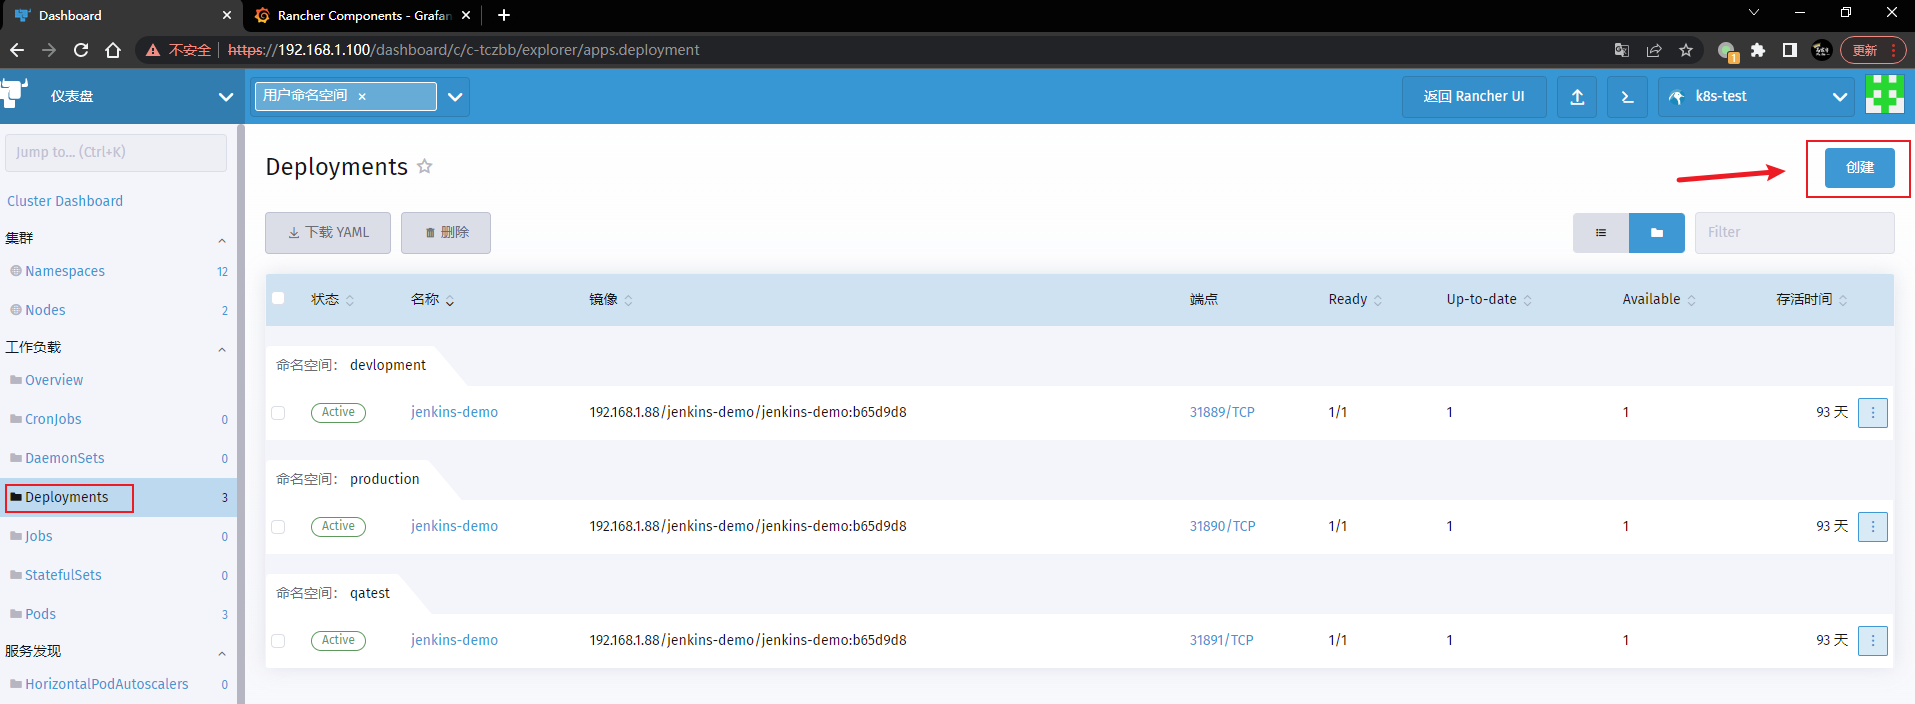 Dashboard
Rancher Components - Grafan
不安全
https://192.168.1.100/dashboard/c/c-tczbb/explorer/apps.deployment
1
更新
仪表盘
用户命名空间
返回 Rancher UI
k8s-test
Jump to... (Ctrl+K)
Cluster Dashboard
集群
Namespaces 12
Nodes 2
工作负载
Overview
CronJobs 0
DaemonSets 0
Deployments 3
Jobs 0
StatefulSets 0
Pods 3
服务发现
HorizontalPodAutoscalers 0
Deployments
创建
下载 YAML
删除
Filter
状态 名称 镜像 端点 Ready Up-to-date Available 存活时间
命名空间: devlopment
Active jenkins-demo 192.168.1.88/jenkins-demo/jenkins-demo:b65d9d8 31889/TCP 1/1 1 1 93 天
命名空间: production
Active jenkins-demo 192.168.1.88/jenkins-demo/jenkins-demo:b65d9d8 31890/TCP 1/1 1 1 93 天
命名空间: qatest
Active jenkins-demo 192.168.1.88/jenkins-demo/jenkins-demo:b65d9d8 31891/TCP 1/1 1 1 93 天